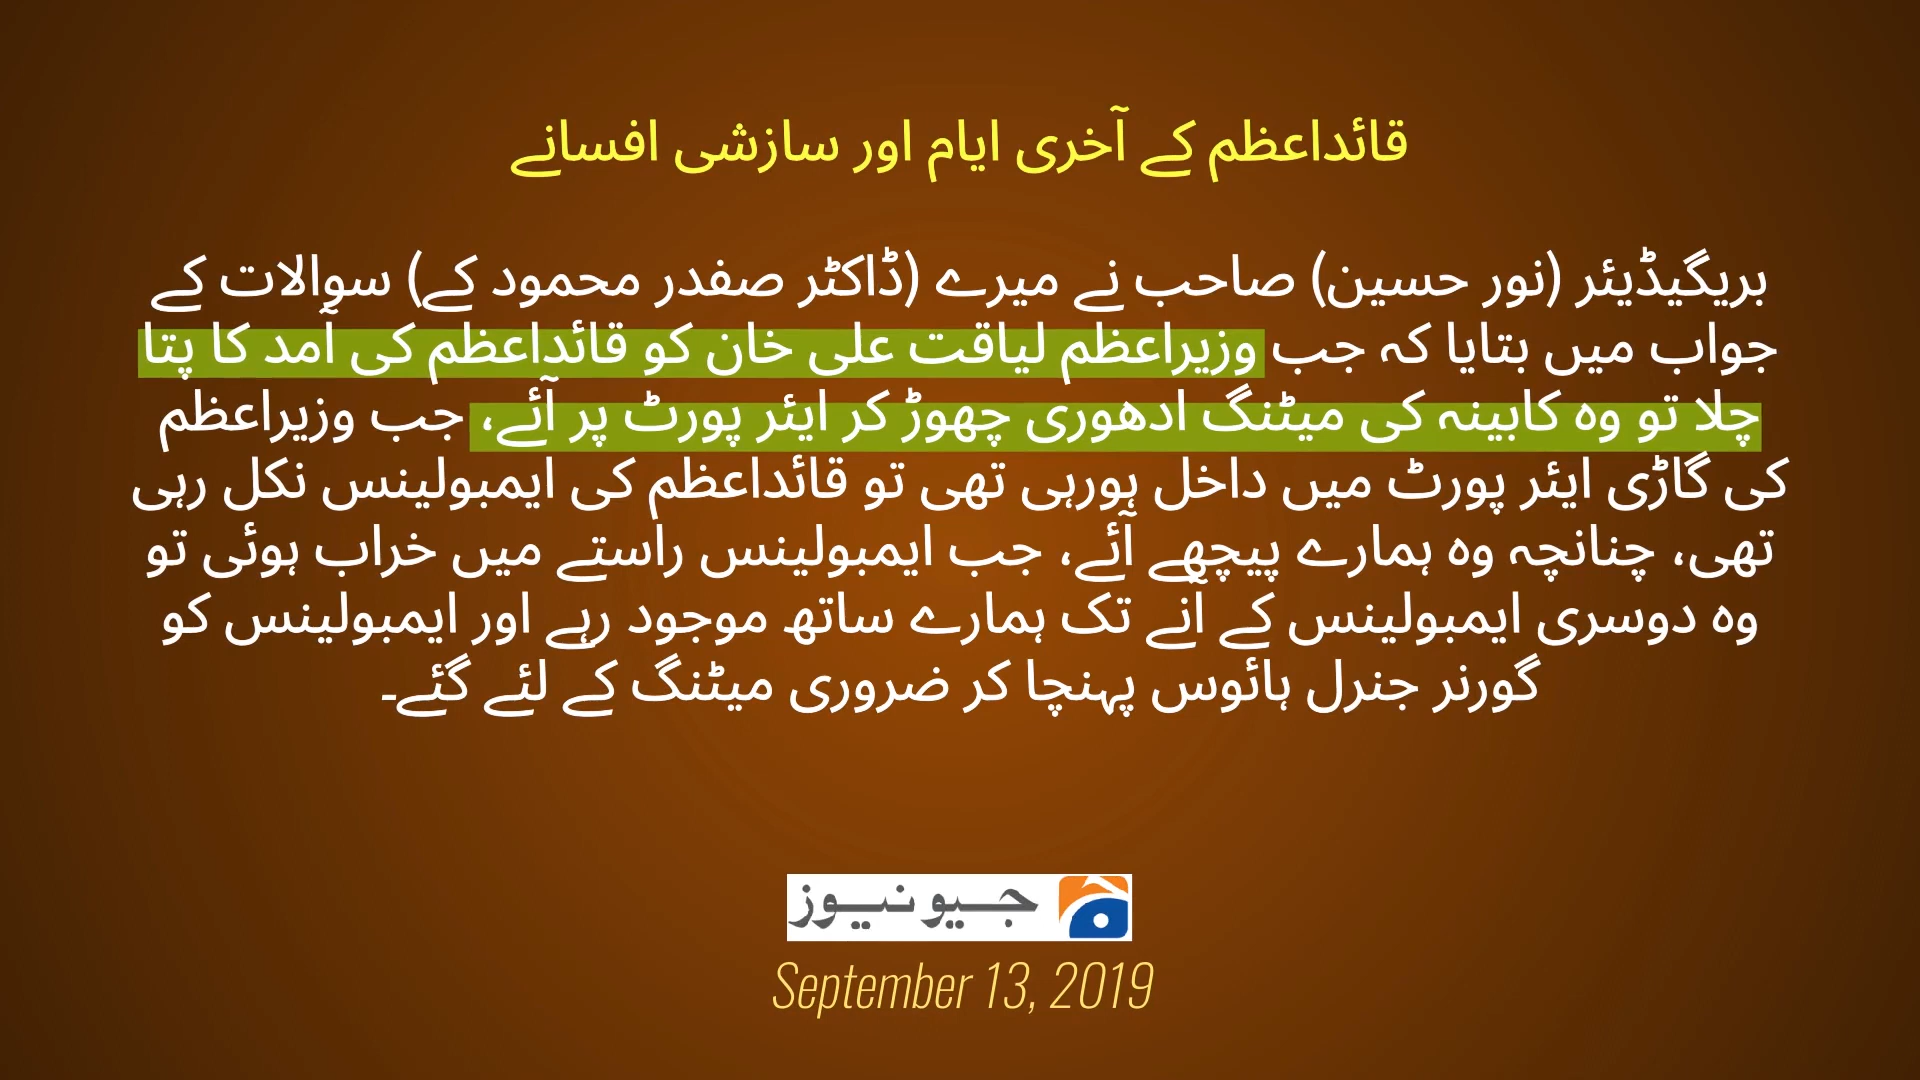 قائداعظم کے آخری ایام اور سازشی افسانے
بریگیڈیئر (نور حسین) صاحب نے میرے (ڈاکٹر صفدر محمود کے) سوالات کے
جواب میں بتایا کہ جب وزیراعظم لیاقت علی خان کو قائداعظم کی آمد کا پتا
چلا تو وہ کابینہ کی میٹنگ ادھوری چھوڑ کر ایئر پورٹ پر آئے، جب وزیراعظم
کی گاڑی ایئر پورٹ میں داخل ہورہی تھی تو قائداعظم کی ایمبولینس نکل رہی
تھی، چنانچہ وہ ہمارے پیچھے آئے، جب ایمبولینس راستے میں خراب ہوئی تو
وہ دوسری ایمبولینس کے آنے تک ہمارے ساتھ موجود رہے اور ایمبولینس کو
گورنر جنرل ہائوس پہنچا کر ضروری میٹنگ کے لئے گئے۔
جیو نیوز
September 13, 2019